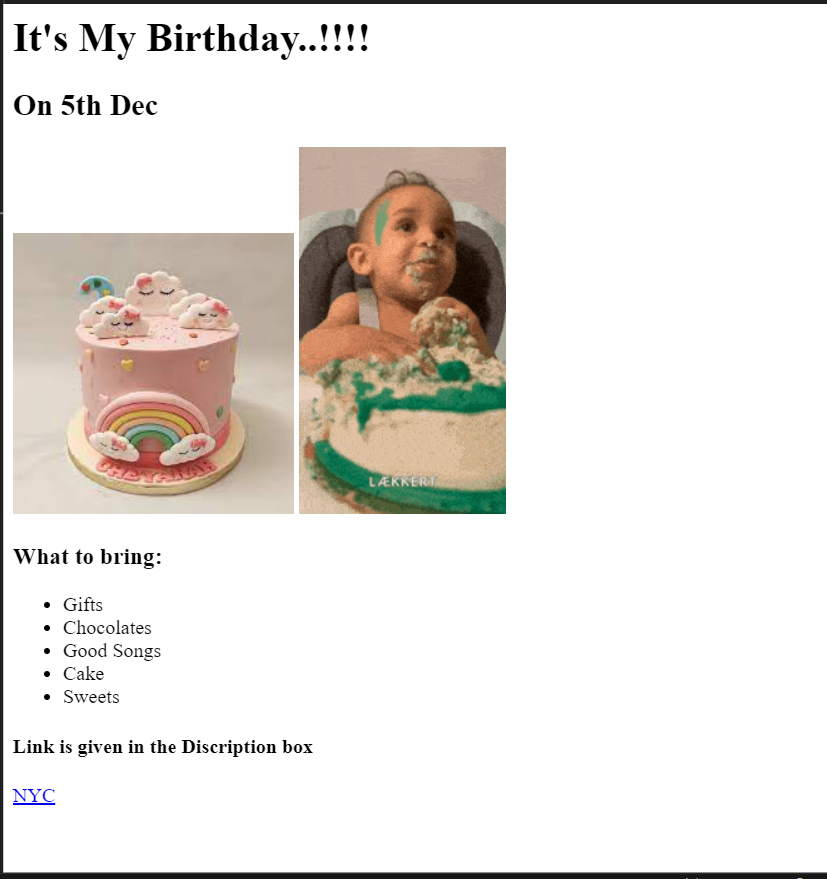 It's My Birthday..!!!!
On 5th Dec
LÆKKERT
What to bring:
Gifts
Chocolates
Good Songs
Cake
Sweets
Link is given in the Discription box
NYC